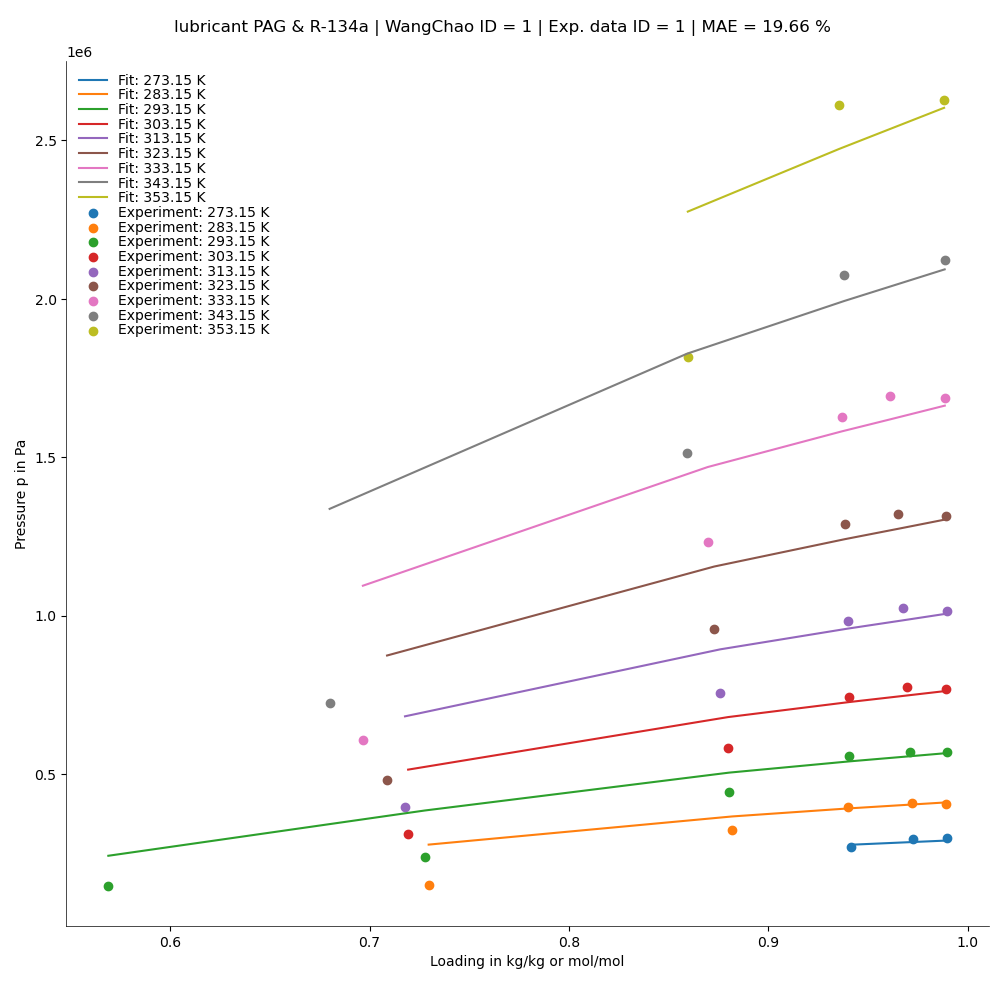 lubricant PAG & R-134a | WangChao ID = 1 | Exp. data ID = 1 | MAE = 19.66 %
1e6
Fit: 273.15 K
Fit: 283.15 K
Fit: 293.15 K
Fit: 303.15 K
Fit: 313.15 K
Fit: 323.15 K
Fit: 333.15 K
Fit: 343.15 K
Fit: 353.15 K
Experiment: 273.15 K
Experiment: 283.15 K
Experiment: 293.15 K
Experiment: 303.15 K
Experiment: 313.15 K
Experiment: 323.15 K
Experiment: 333.15 K
Experiment: 343.15 K
Experiment: 353.15 K
2.5
2.0
1.5
1.0
0.5
Pressure p in Pa
0.6 0.7 0.8 0.9 1.0
Loading in kg/kg or mol/mol